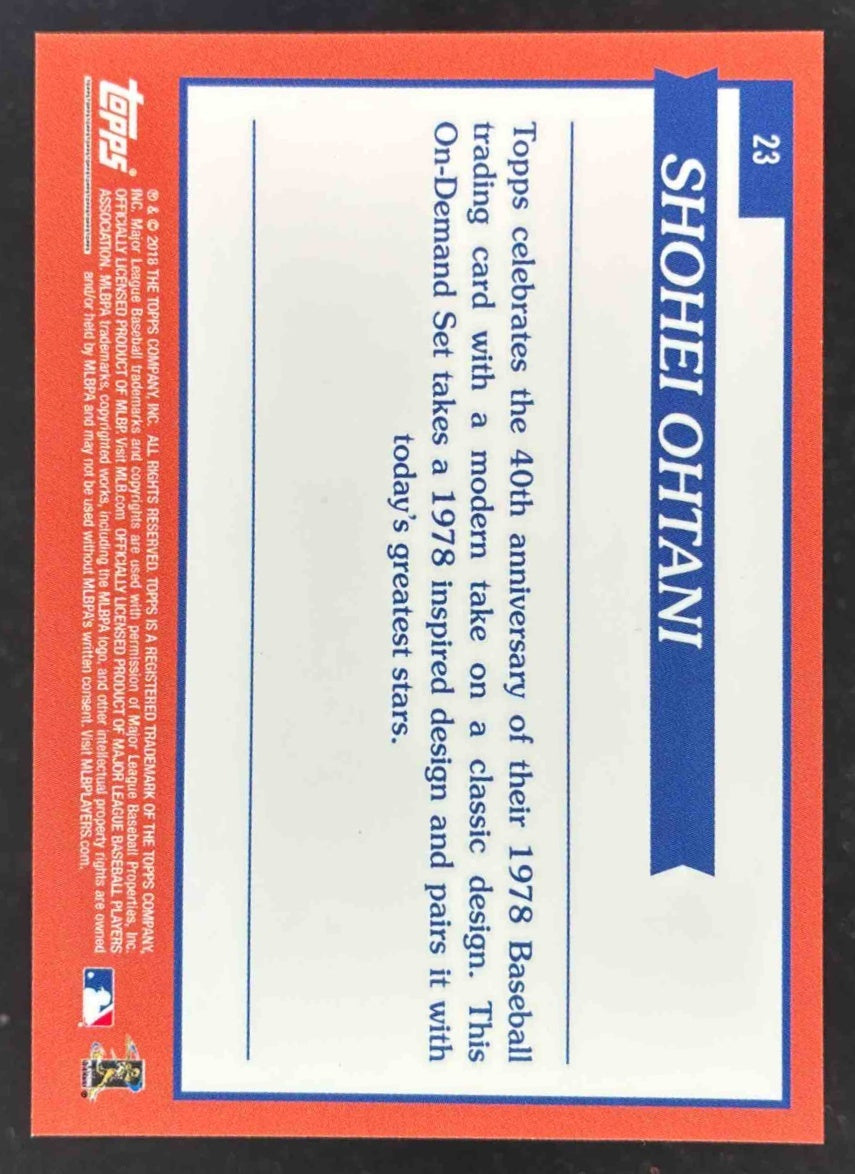 23
SHOHEI OHTANI
Topps celebrates the 40th anniversary of their 1978 Baseball
trading card with a modern take on a classic design. This
On-Demand Set takes a 1978 inspired design and pairs it with
today's greatest stars.
topps®
® & © 2018 THE TOPPS COMPANY, INC. ALL RIGHTS RESERVED. TOPPS IS A REGISTERED TRADEMARK OF THE TOPPS COMPANY,
INC. Major League Baseball trademarks and copyrights are used with permission of Major League Baseball Properties, Inc.
OFFICIALLY LICENSED PRODUCT OF MLBP. Visit MLB.com OFFICIALLY LICENSED PRODUCT OF MAJOR LEAGUE BASEBALL PLAYERS
ASSOCIATION. MLBPA trademarks, copyrighted works, including the MLBPA logo, and other intellectual property rights are owned
and/or held by MLBPA and may not be used without MLBPA's written consent. Visit MLBPLAYERS.com.